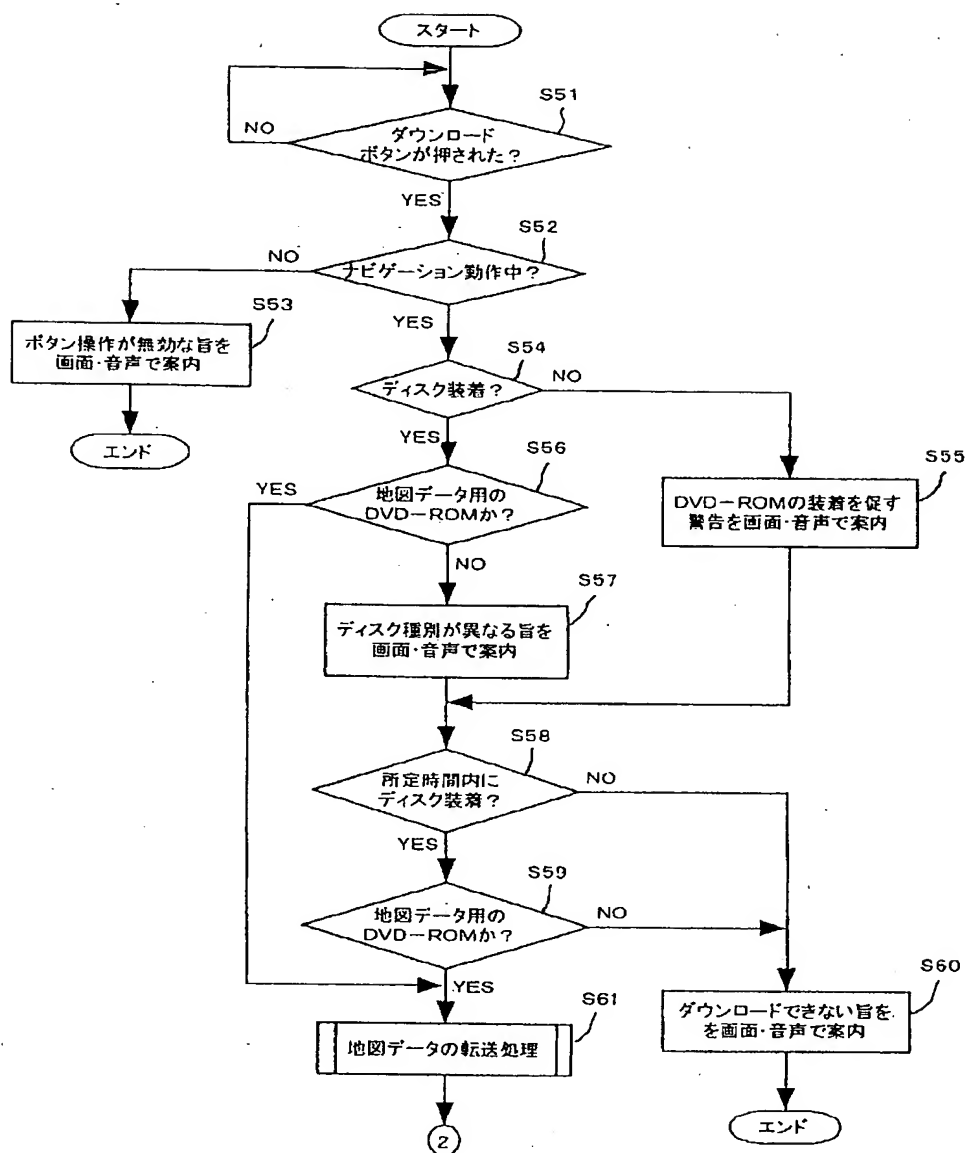 スタート
S51
NO
ダウンロード
ボタンが押された？
YES
S52
NO
ナビゲーション動作中？
S53
YES
ボタン操作が無効な旨を
画面・音声で案内
S54
ディスク装着？
NO
エンド
YES
S56
S55
YES
地図データ用の
DVD－ROMか？
DVD－ROMの装着を促す
警告を画面・音声で案内
NO
S57
ディスク種別が異なる旨を
画面・音声で案内
S58
所定時間内に
ディスク装着？
NO
YES
S59
地図データ用の
DVD－ROMか？
NO
YES
S60
S61
ダウンロードできない旨を
を画面・音声で案内
地図データの転送処理
エンド
2